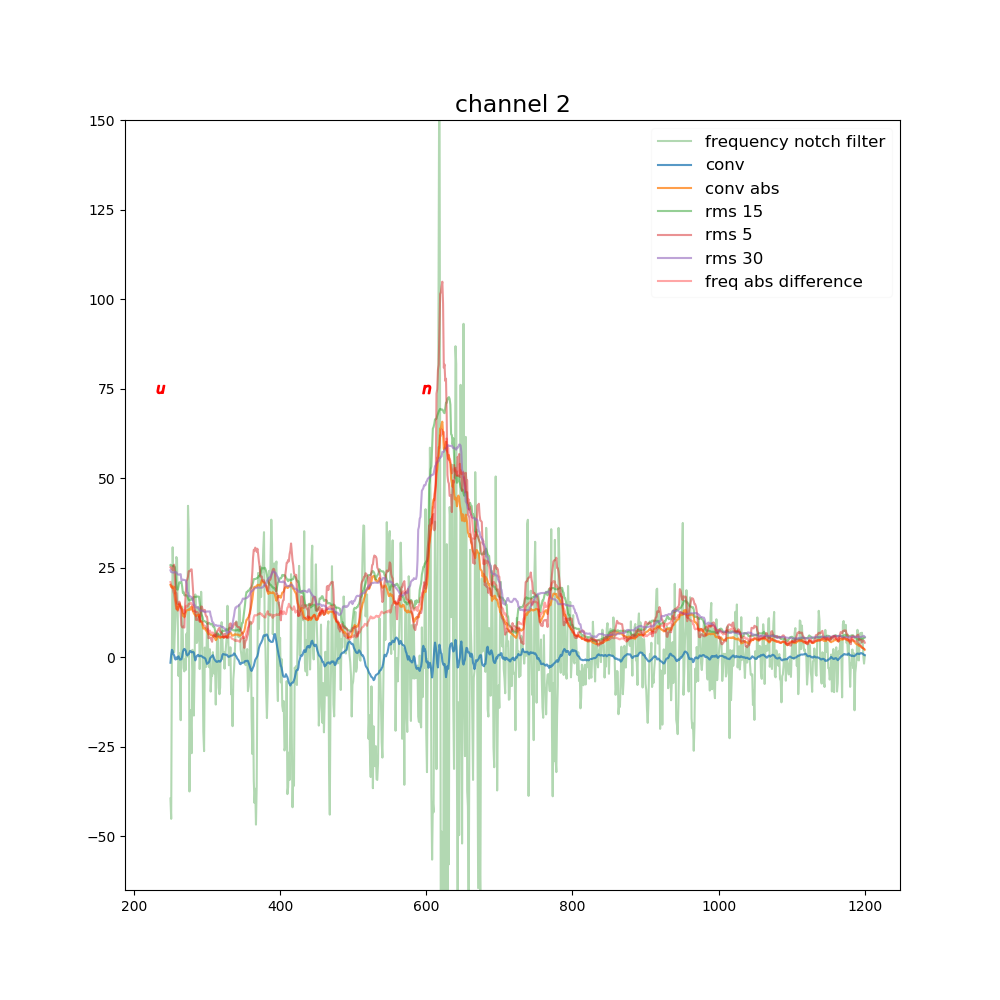 channel 2
150
125
100
75
50
25
0
−25
−50
frequency notch filter
conv
conv abs
rms 15
rms 5
rms 30
freq abs difference
u
n
200
400
600
800
1000
1200